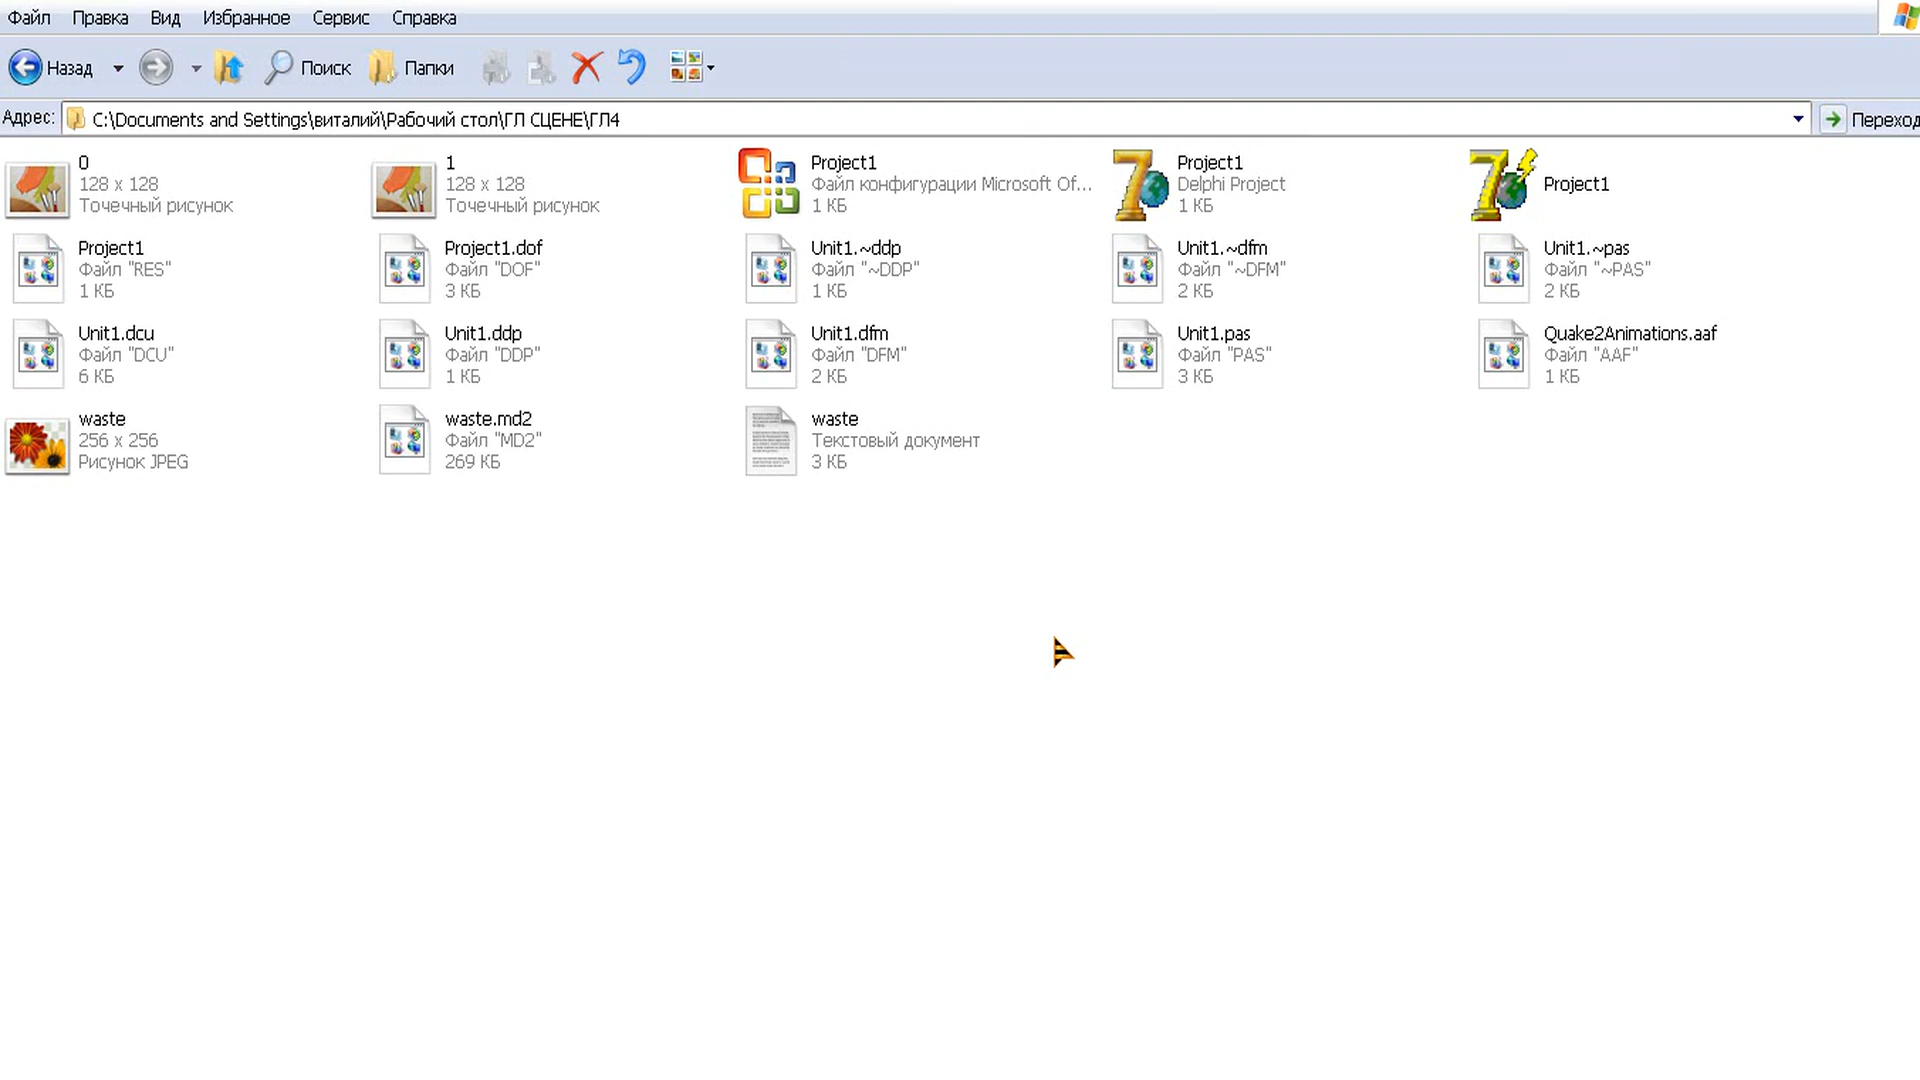 Файл Правка Вид Избранное Сервис Справка
Назад Поиск Папки
Адрес: C:\Documents and Settings\виталий\Рабочий стол\ГЛ СЦЕНЕ\ГЛ4 Переход
0
128 x 128
Точечный рисунок
1
128 x 128
Точечный рисунок
Project1
Файл конфигурации Microsoft Of...
1 КБ
Project1
Delphi Project
1 КБ
Project1
Project1
Файл "RES"
1 КБ
Project1.dof
Файл "DOF"
3 КБ
Unit1.~ddp
Файл "~DDP"
1 КБ
Unit1.~dfm
Файл "~DFM"
2 КБ
Unit1.~pas
Файл "~PAS"
2 КБ
Unit1.dcu
Файл "DCU"
6 КБ
Unit1.ddp
Файл "DDP"
1 КБ
Unit1.dfm
Файл "DFM"
2 КБ
Unit1.pas
Файл "PAS"
3 КБ
Quake2Animations.aaf
Файл "AAF"
1 КБ
waste
256 x 256
Рисунок JPEG
waste.md2
Файл "MD2"
269 КБ
waste
Текстовый документ
3 КБ